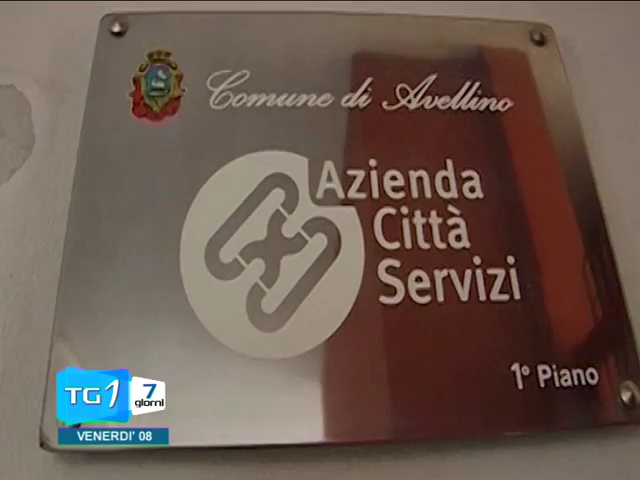 Comune di Avellino
Azienda
Città
Servizi
1° Piano
TG1 7
giorni
VENERDI' 08